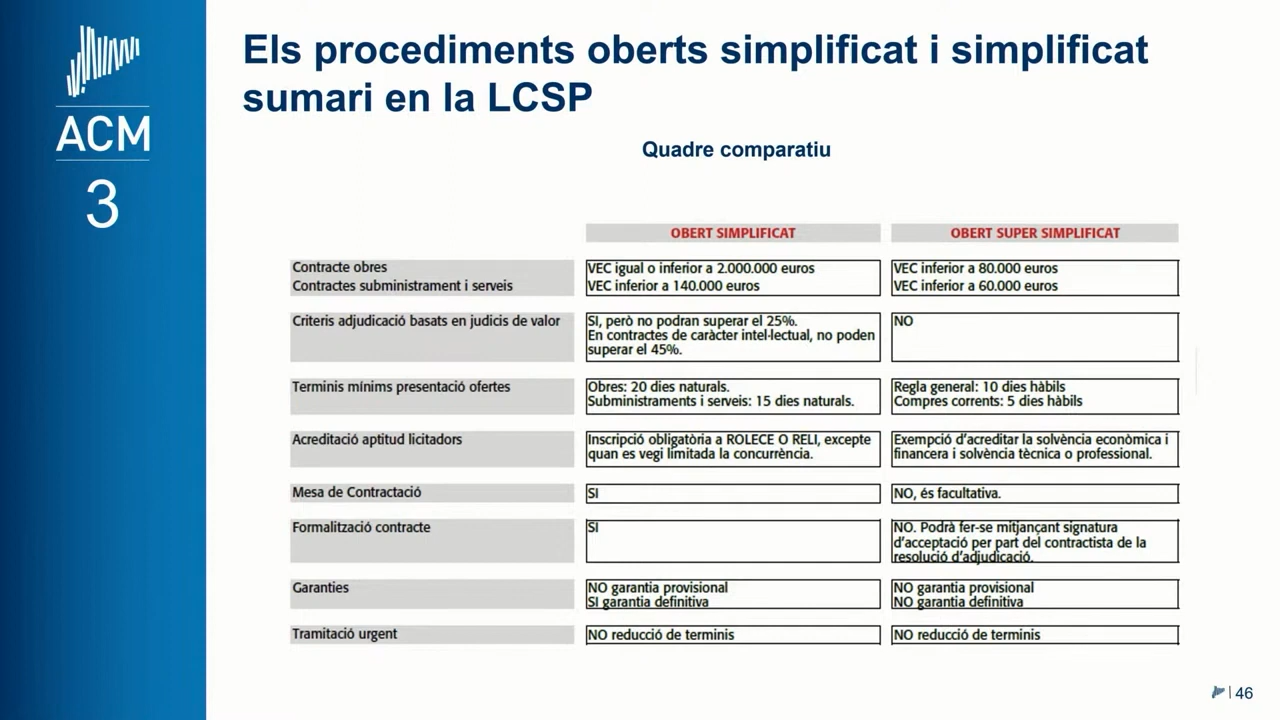 ACM
3
Els procediments oberts simplificat i simplificat
sumari en la LCSP
Quadre comparatiu
OBERT SIMPLIFICAT
OBERT SUPER SIMPLIFICAT
Contracte obres
Contractes subministrament i serveis
VEC igual o inferior a 2.000.000 euros
VEC inferior a 140.000 euros
VEC inferior a 80.000 euros
VEC inferior a 60.000 euros
Criteris adjudicació basats en judicis de valor
SI, però no podran superar el 25%.
En contractes de caràcter intel·lectual, no poden
superar el 45%.
NO
Terminis mínims presentació ofertes
Obres: 20 dies naturals.
Subministraments i serveis: 15 dies naturals.
Regla general: 10 dies hàbils
Compres corrents: 5 dies hàbils
Acreditació aptitud licitadors
Inscripció obligatòria a ROLECE O RELI, excepte
quan es vegi limitada la concurrència.
Exempció d'acreditar la solvència econòmica i
financera i solvència tècnica o professional.
Mesa de Contractació
SI
NO, és facultativa.
Formalització contracte
SI
NO. Podrà fer-se mitjançant signatura
d'acceptació per part del contractista de la
resolució d'adjudicació.
Garanties
NO garantia provisional
SI garantia definitiva
NO garantia provisional
NO garantia definitiva
Tramitació urgent
NO reducció de terminis
NO reducció de terminis
46